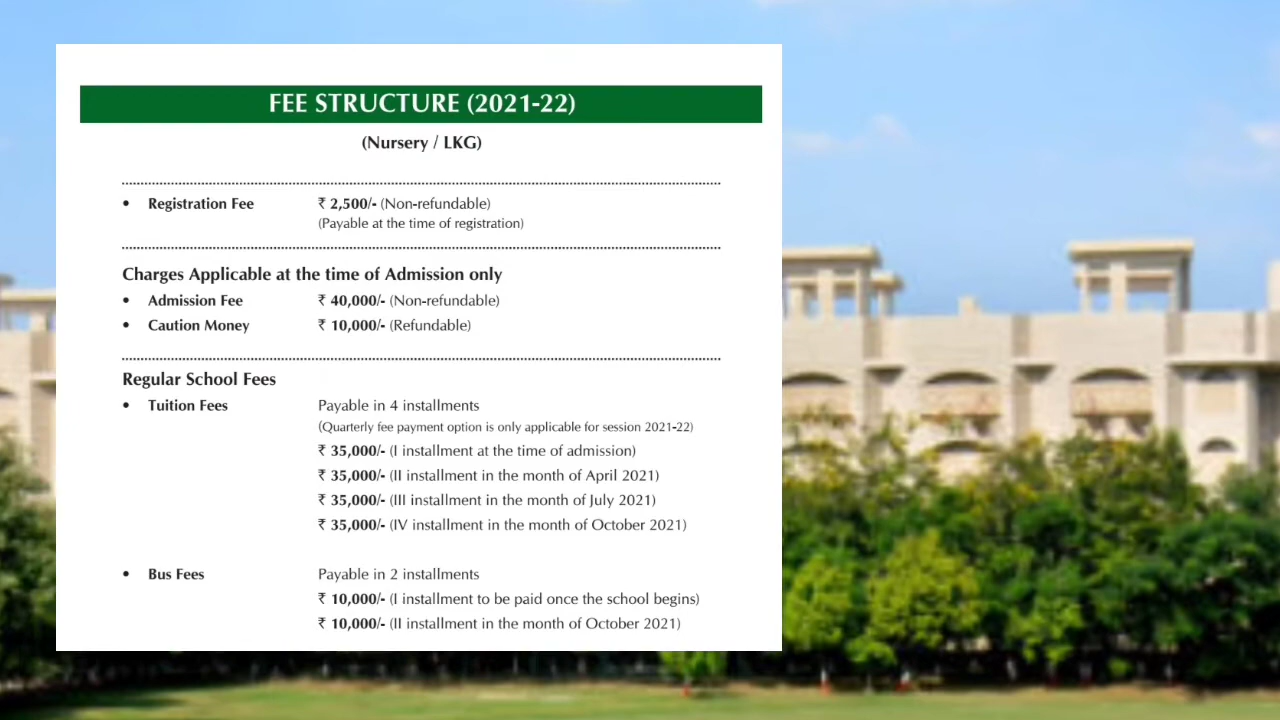 FEE STRUCTURE (2021-22)
(Nursery / LKG)
• Registration Fee ₹ 2,500/- (Non-refundable)
(Payable at the time of registration)
Charges Applicable at the time of Admission only
• Admission Fee ₹ 40,000/- (Non-refundable)
• Caution Money ₹ 10,000/- (Refundable)
Regular School Fees
• Tuition Fees Payable in 4 installments
(Quarterly fee payment option is only applicable for session 2021-22)
₹ 35,000/- (I installment at the time of admission)
₹ 35,000/- (II installment in the month of April 2021)
₹ 35,000/- (III installment in the month of July 2021)
₹ 35,000/- (IV installment in the month of October 2021)
• Bus Fees Payable in 2 installments
₹ 10,000/- (I installment to be paid once the school begins)
₹ 10,000/- (II installment in the month of October 2021)